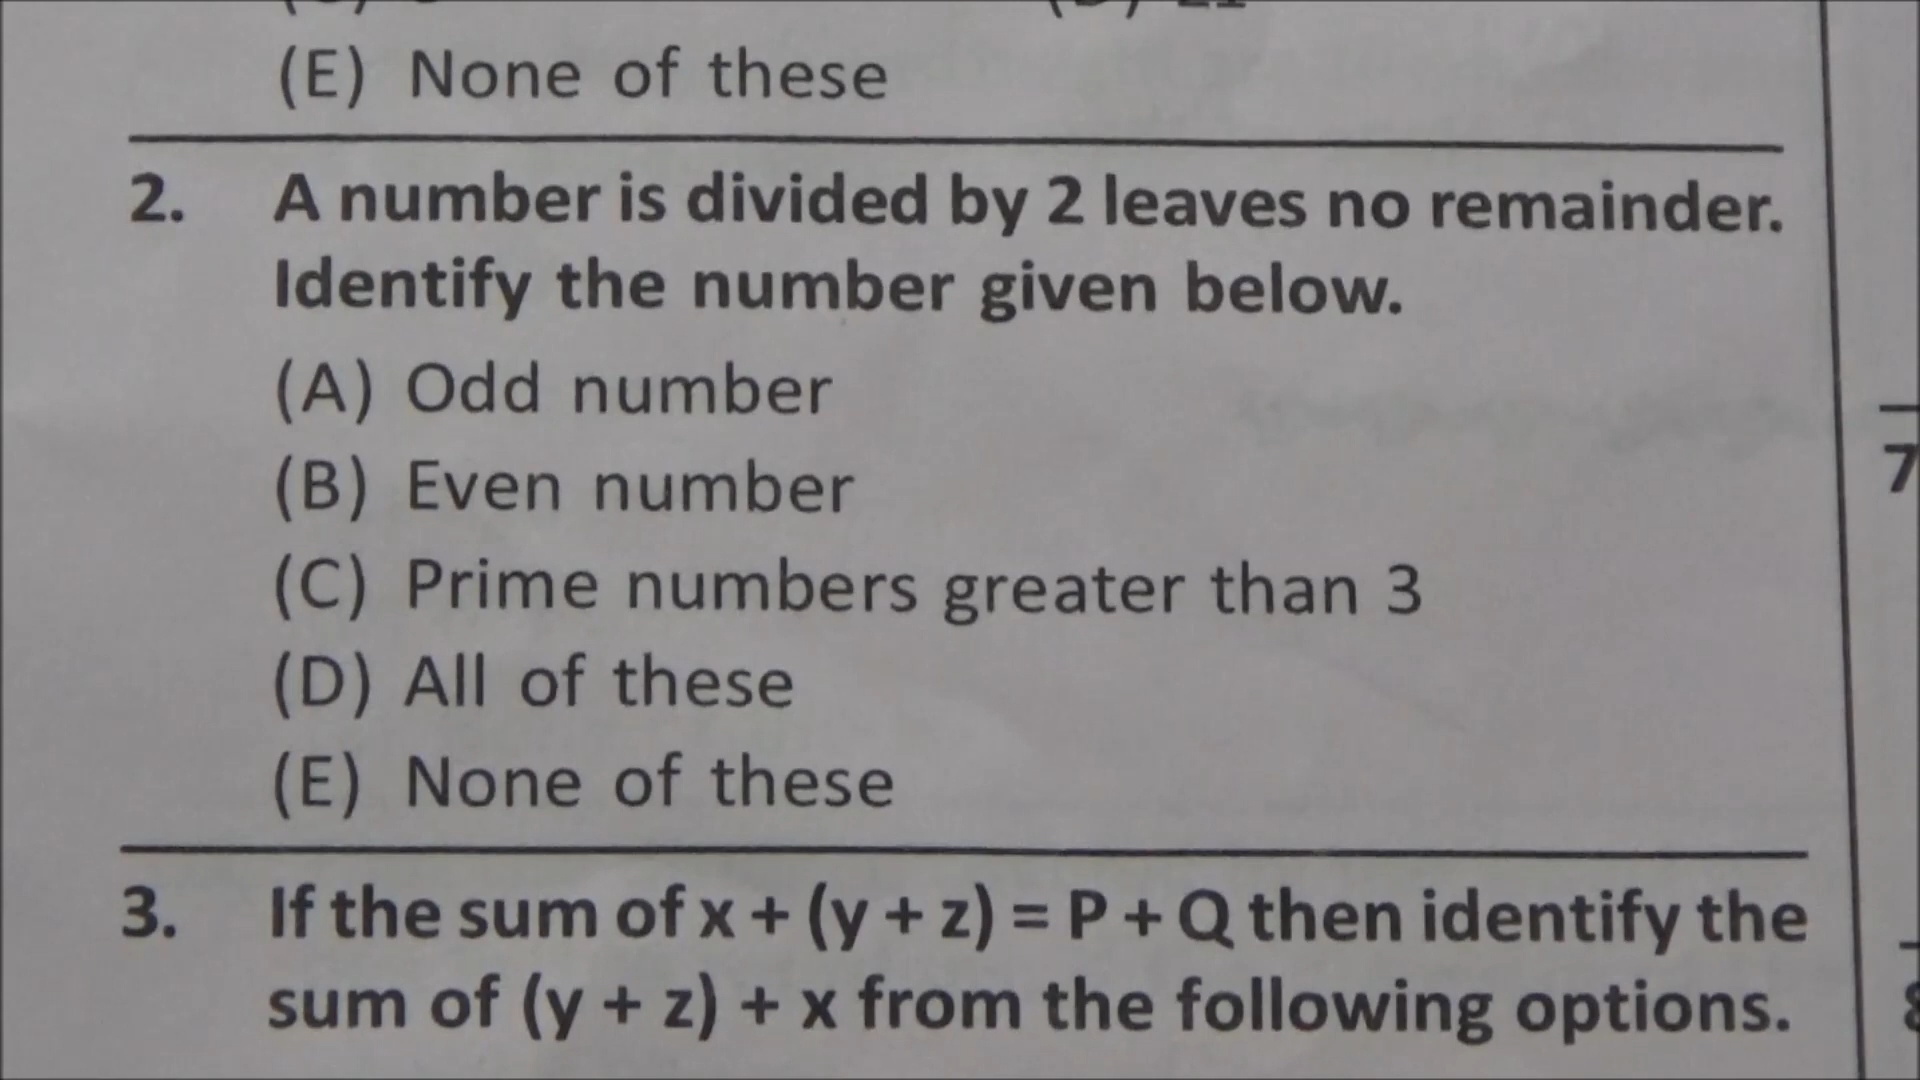 (E) None of these
2. A number is divided by 2 leaves no remainder.
Identify the number given below.
(A) Odd number
(B) Even number
(C) Prime numbers greater than 3
(D) All of these
(E) None of these
3. If the sum of x + (y + z) = P + Q then identify the
sum of (y + z) + x from the following options.
7